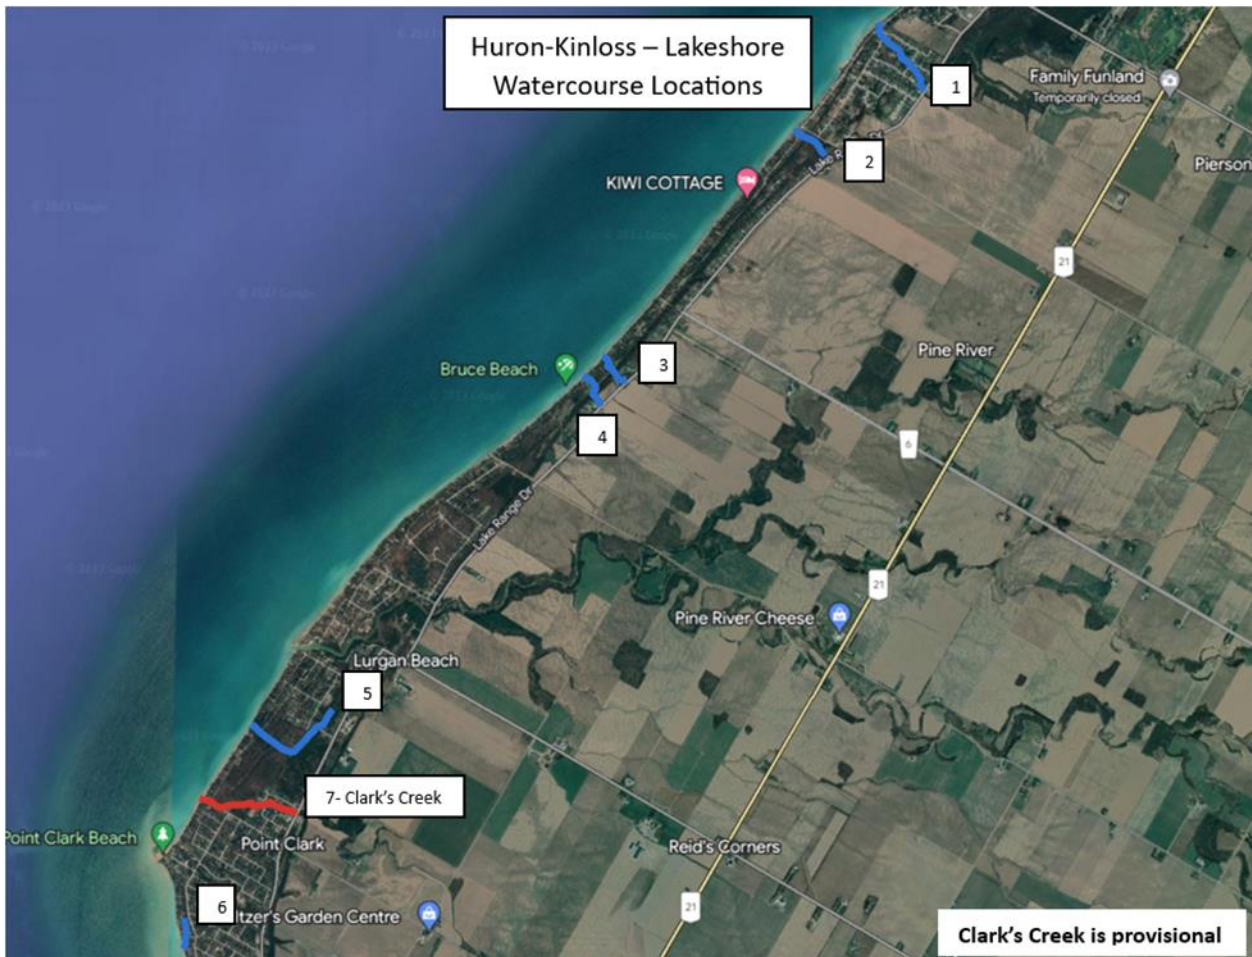 Huron-Kinloss – Lakeshore
Watercourse Locations
1
Family Funland
Temporarily closed
2
Pierson
KIWI COTTAGE
21
Bruce Beach
3
Pine River
4
6
Lake Range Dr
21
Pine River Cheese
Lurgan Beach
5
7- Clark's Creek
Point Clark Beach
Point Clark
Reid's Corners
6
ltzer's Garden Centre
21
Clark's Creek is provisional